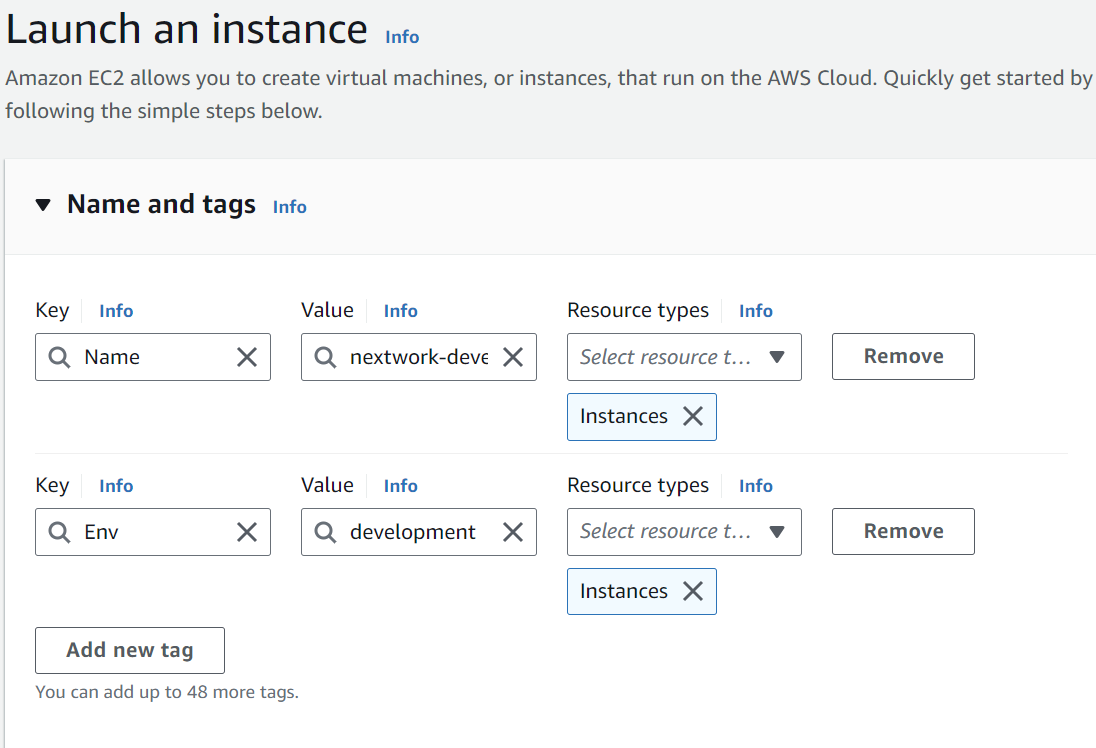 Launch an instance Info
Amazon EC2 allows you to create virtual machines, or instances, that run on the AWS Cloud. Quickly get started by
following the simple steps below.
Name and tags Info
Key Info Value Info Resource types Info
Name nextwork-deve Select resource t... Remove
Instances
Key Info Value Info Resource types Info
Env development Select resource t... Remove
Instances
Add new tag
You can add up to 48 more tags.